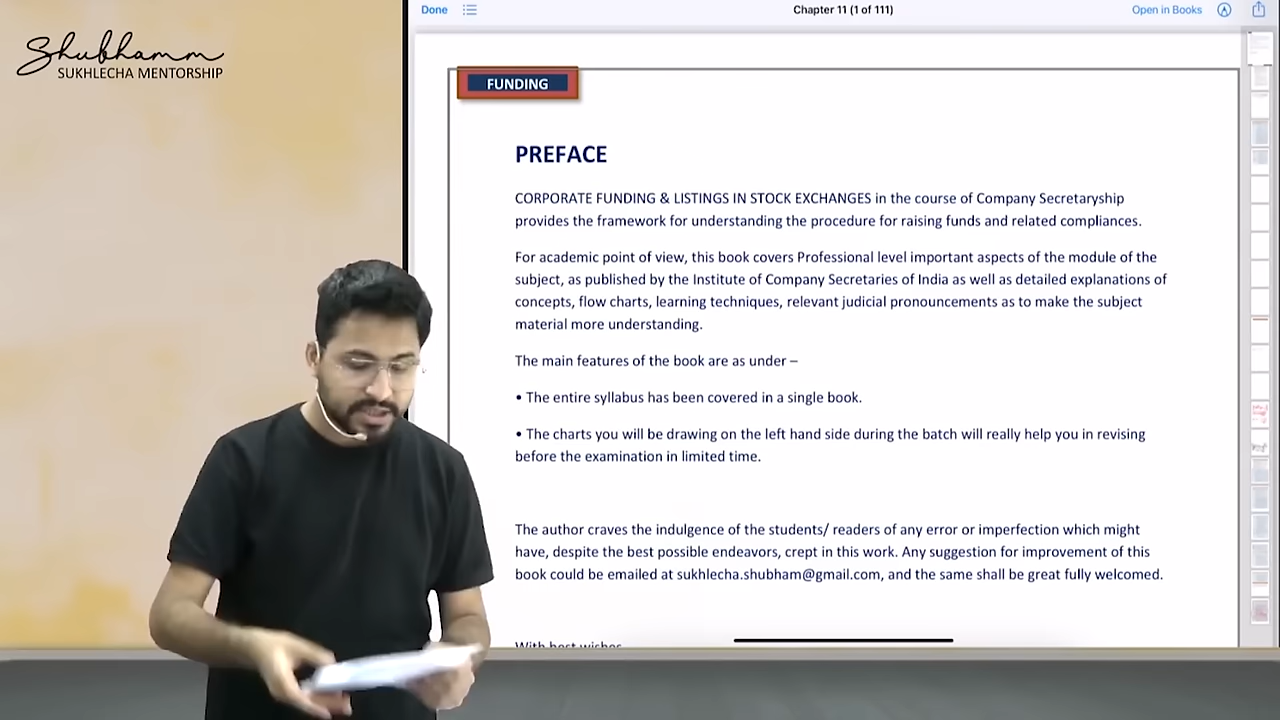 Shubhamm
SUKHLECHA MENTORSHIP
Done
Chapter 11 (1 of 111)
Open in Books
FUNDING
PREFACE
CORPORATE FUNDING & LISTINGS IN STOCK EXCHANGES in the course of Company Secretaryship
provides the framework for understanding the procedure for raising funds and related compliances.
For academic point of view, this book covers Professional level important aspects of the module of the
subject, as published by the Institute of Company Secretaries of India as well as detailed explanations of
concepts, flow charts, learning techniques, relevant judicial pronouncements as to make the subject
material more understanding.
The main features of the book are as under –
• The entire syllabus has been covered in a single book.
• The charts you will be drawing on the left hand side during the batch will really help you in revising
before the examination in limited time.
The author craves the indulgence of the students/ readers of any error or imperfection which might
have, despite the best possible endeavors, crept in this work. Any suggestion for improvement of this
book could be emailed at sukhlecha.shubham@gmail.com, and the same shall be great fully welcomed.
With best wishes